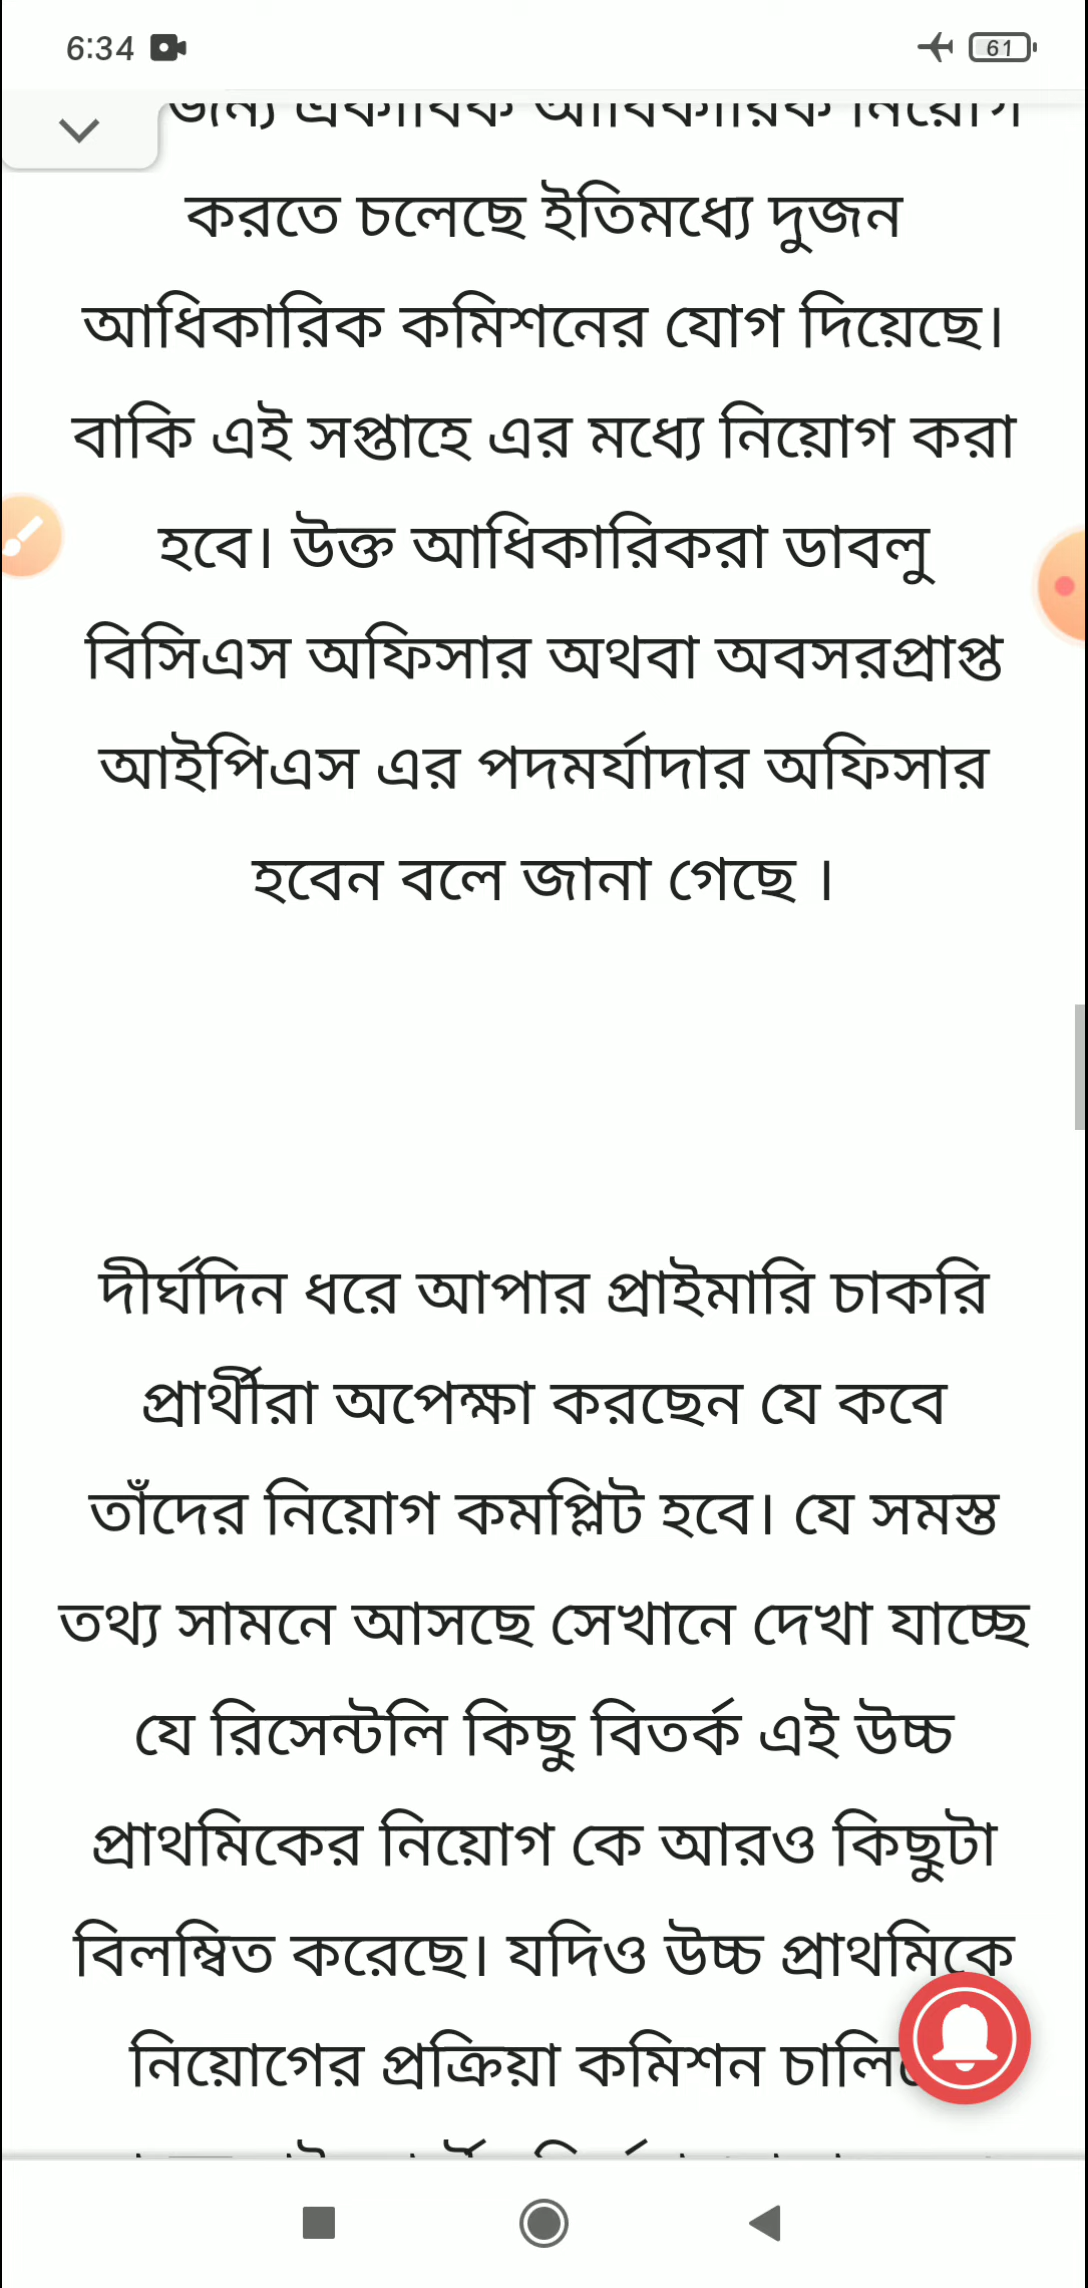 6:34
61
জন্য একাধিক আধিকারিক নিয়োগ
করতে চলেছে ইতিমধ্যে দুজন
আধিকারিক কমিশনের যোগ দিয়েছে।
বাকি এই সপ্তাহে এর মধ্যে নিয়োগ করা
হবে। উক্ত আধিকারিকরা ডাবলু
বিসিএস অফিসার অথবা অবসরপ্রাপ্ত
আইপিএস এর পদমর্যাদার অফিসার
হবেন বলে জানা গেছে ।
দীর্ঘদিন ধরে আপার প্রাইমারি চাকরি
প্রার্থীরা অপেক্ষা করছেন যে কবে
তাঁদের নিয়োগ কমপ্লিট হবে। যে সমস্ত
তথ্য সামনে আসছে সেখানে দেখা যাচ্ছে
যে রিসেন্টলি কিছু বিতর্ক এই উচ্চ
প্রাথমিকের নিয়োগ কে আরও কিছুটা
বিলম্বিত করেছে। যদিও উচ্চ প্রাথমিকে
নিয়োগের প্রক্রিয়া কমিশন